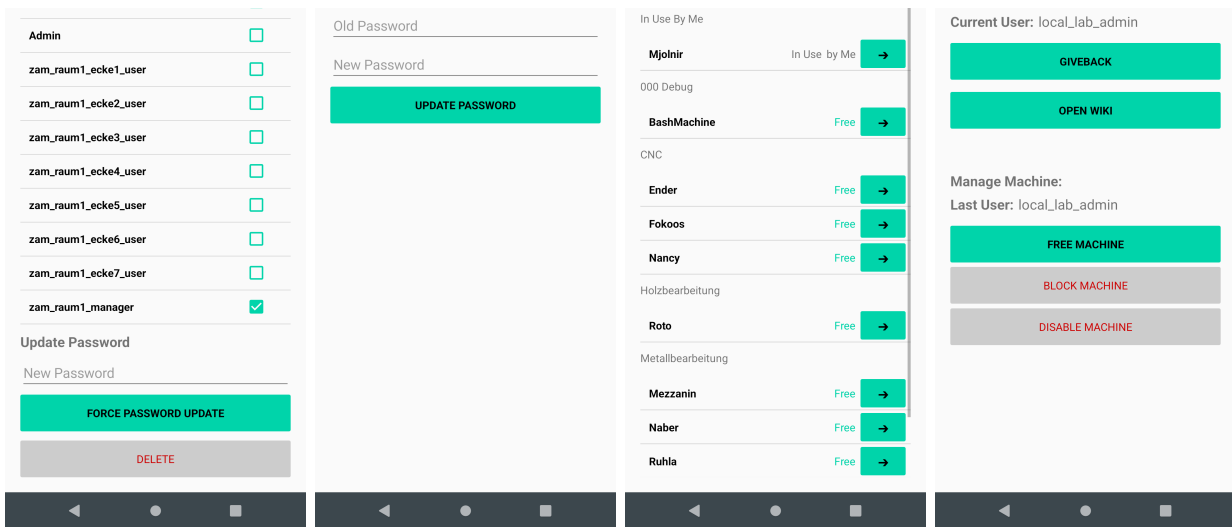 Admin
zam_raum1_ecke1_user
zam_raum1_ecke2_user
zam_raum1_ecke3_user
zam_raum1_ecke4_user
zam_raum1_ecke5_user
zam_raum1_ecke6_user
zam_raum1_ecke7_user
zam_raum1_manager
Update Password
New Password
FORCE PASSWORD UPDATE
DELETE
Old Password
New Password
UPDATE PASSWORD
In Use By Me
Mjolnir In Use by Me
000 Debug
BashMachine Free
CNC
Ender Free
Fokoos Free
Nancy Free
Holzbearbeitung
Roto Free
Metallbearbeitung
Mezzanin Free
Naber Free
Ruhla Free
Current User: local_lab_admin
GIVEBACK
OPEN WIKI
Manage Machine:
Last User: local_lab_admin
FREE MACHINE
BLOCK MACHINE
DISABLE MACHINE